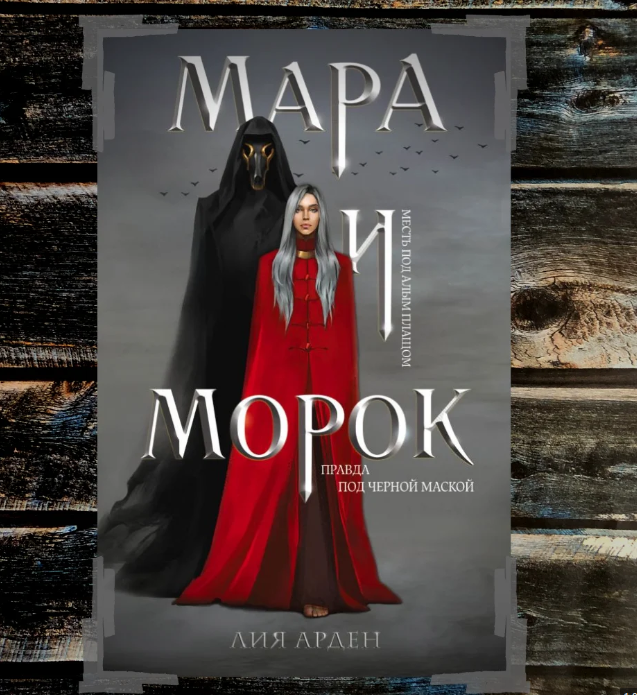 МАРА
И
МЕСТЬ ПОД АЛЫМ ПЛАЩОМ
МОРОК
ПРАВДА
ПОД ЧЕРНОЙ МАСКОЙ
ЛИЯ АРДЕН